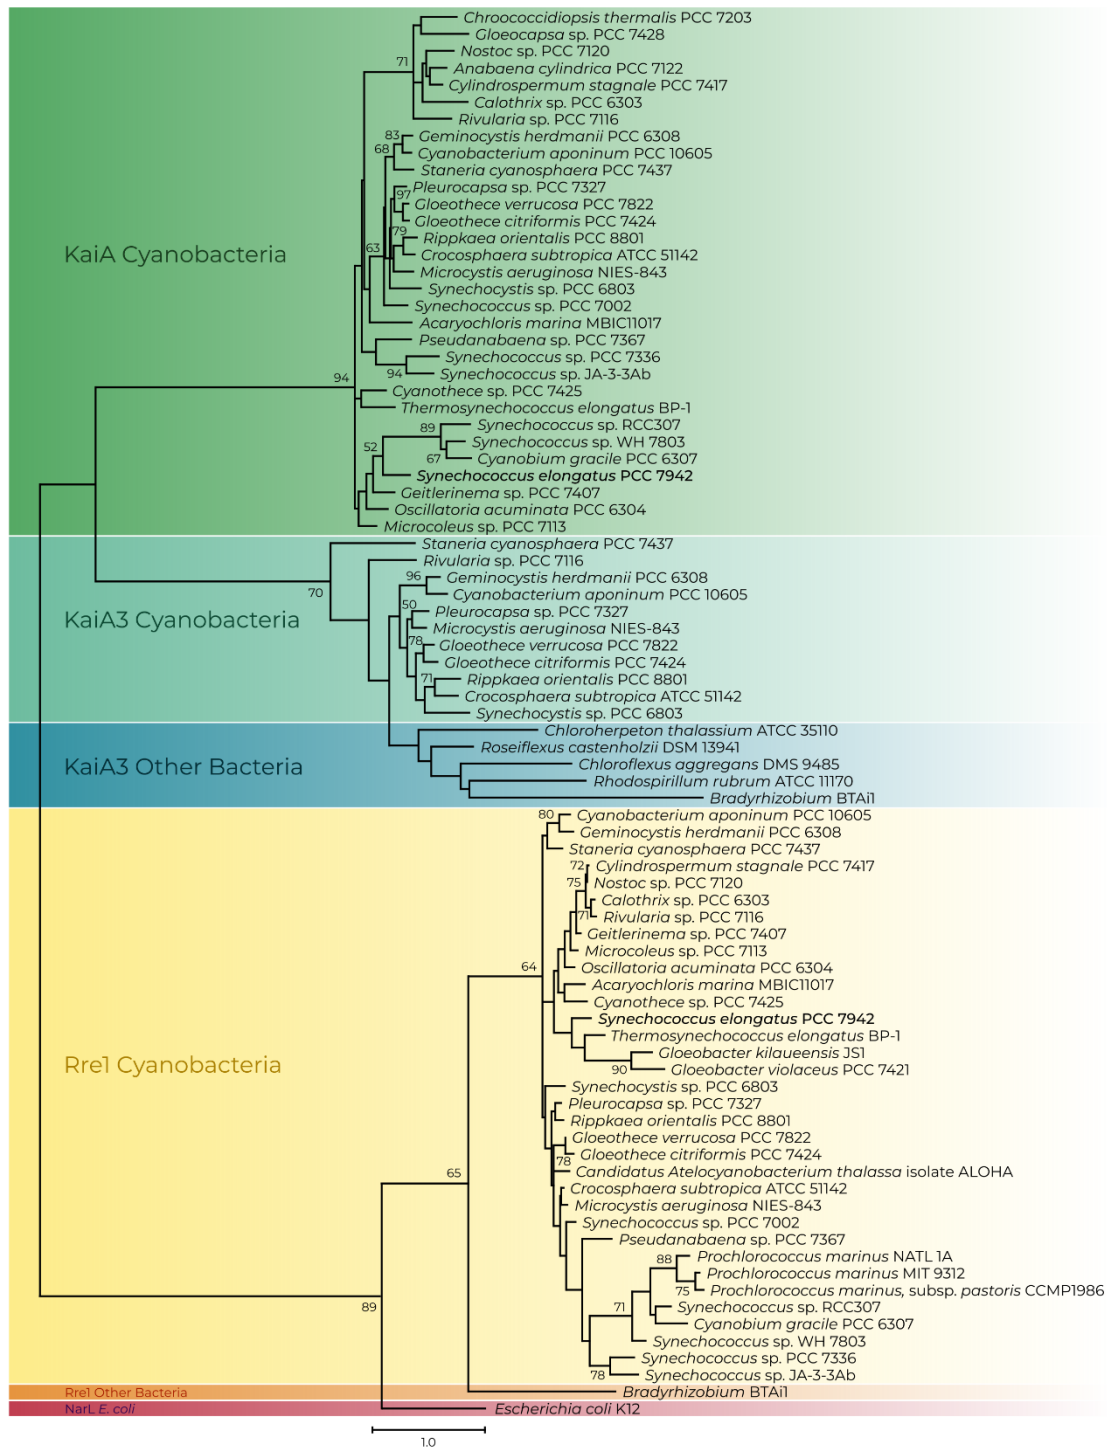 Chroococcidiopsis thermalis PCC 7203
Gloeocapsa sp. PCC 7428
Nostoc sp. PCC 7120
71
Anabaena cylindrica PCC 7122
Cylindrospermum stagnale PCC 7417
Calothrix sp. PCC 6303
Rivularia sp. PCC 7116
83
Geminocystis herdmanii PCC 6308
68
Cyanobacterium aponinum PCC 10605
Staneria cyanosphaera PCC 7437
Pleurocapsa sp. PCC 7327
97
Gloeothece verrucosa PCC 7822
Gloeothece citriformis PCC 7424
79
Rippkaea orientalis PCC 8801
63
KaiA Cyanobacteria
Crocosphaera subtropica ATCC 51142
Microcystis aeruginosa NIES-843
Synechocystis sp. PCC 6803
Synechococcus sp. PCC 7002
Acaryochloris marina MBIC11017
Pseudanabaena sp. PCC 7367
Synechococcus sp. PCC 7336
94
94
Synechococcus sp. JA-3-3Ab
Cyanothece sp. PCC 7425
Thermosynechococcus elongatus BP-1
89
Synechococcus sp. RCC307
52
Synechococcus sp. WH 7803
67
Cyanobium gracile PCC 6307
Synechococcus elongatus PCC 7942
Geitlerinema sp. PCC 7407
Oscillatoria acuminata PCC 6304
Microcoleus sp. PCC 7113
Staneria cyanosphaera PCC 7437
Rivularia sp. PCC 7116
96
Geminocystis herdmanii PCC 6308
70
Cyanobacterium aponinum PCC 10605
50
Pleurocapsa sp. PCC 7327
KaiA3 Cyanobacteria
Microcystis aeruginosa NIES-843
78
Gloeothece verrucosa PCC 7822
Gloeothece citriformis PCC 7424
71
Rippkaea orientalis PCC 8801
Crocosphaera subtropica ATCC 51142
Synechocystis sp. PCC 6803
Chloroherpeton thalassium ATCC 35110
Roseiflexus castenholzii DSM 13941
KaiA3 Other Bacteria
Chloroflexus aggregans DMS 9485
Rhodospirillum rubrum ATCC 11170
Bradyrhizobium BTAi1
80
Cyanobacterium aponinum PCC 10605
Geminocystis herdmanii PCC 6308
Staneria cyanosphaera PCC 7437
72
Cylindrospermum stagnale PCC 7417
75
Nostoc sp. PCC 7120
Calothrix sp. PCC 6303
71
Rivularia sp. PCC 7116
Geitlerinema sp. PCC 7407
Microcoleus sp. PCC 7113
64
Oscillatoria acuminata PCC 6304
Acaryochloris marina MBIC11017
Cyanothece sp. PCC 7425
Synechococcus elongatus PCC 7942
Thermosynechococcus elongatus BP-1
Gloeobacter kilaueensis JS1
Rre1 Cyanobacteria
90
Gloeobacter violaceus PCC 7421
Synechocystis sp. PCC 6803
Pleurocapsa sp. PCC 7327
Rippkaea orientalis PCC 8801
Gloeothece verrucosa PCC 7822
Gloeothece citriformis PCC 7424
78
65
Candidatus Atelocyanobacterium thalassa isolate ALOHA
Crocosphaera subtropica ATCC 51142
Microcystis aeruginosa NIES-843
Synechococcus sp. PCC 7002
Pseudanabaena sp. PCC 7367
88
Prochlorococcus marinus NATL 1A
Prochlorococcus marinus MIT 9312
75
Prochlorococcus marinus, subsp. pastoris CCMP1986
89
71
Synechococcus sp. RCC307
Cyanobium gracile PCC 6307
Synechococcus sp. WH 7803
Synechococcus sp. PCC 7336
78
Synechococcus sp. JA-3-3Ab
Rre1 Other Bacteria
Bradyrhizobium BTAi1
NarL E. coli
Escherichia coli K12
1.0